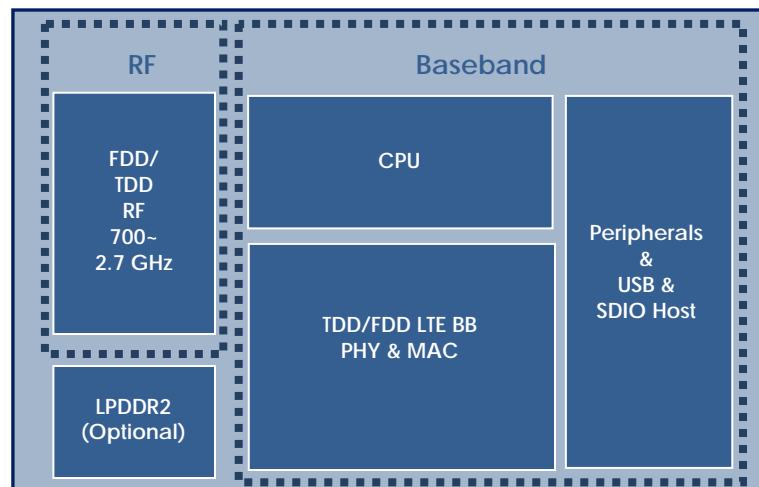 RF
FDD/
TDD
RF
700~
2.7 GHz
LPDDR2
(Optional)
Baseband
CPU
TDD/FDD LTE BB
PHY & MAC
Peripherals
&
USB &
SDIO Host